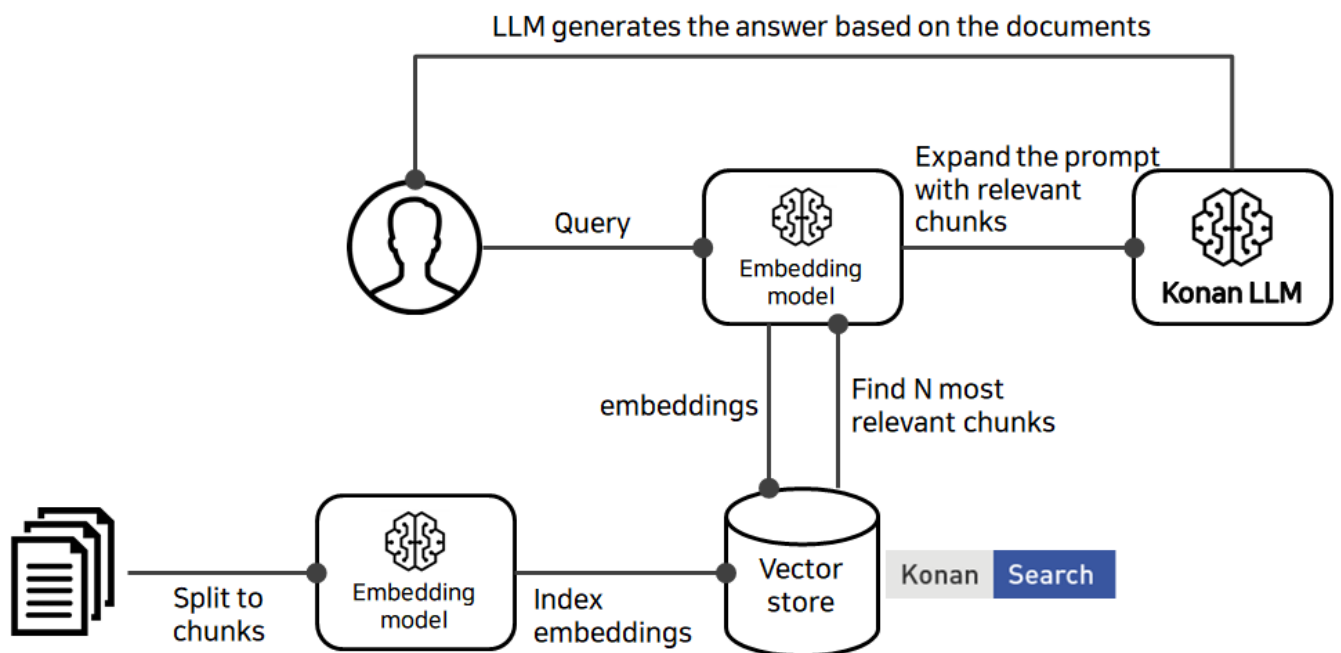 LLM generates the answer based on the documents
Expand the prompt
with relevant
chunks
Query
Embedding
model
Konan LLM
embeddings
Find N most
relevant chunks
Split to
chunks
Embedding
model
Index
embeddings
Vector
store
Konan Search